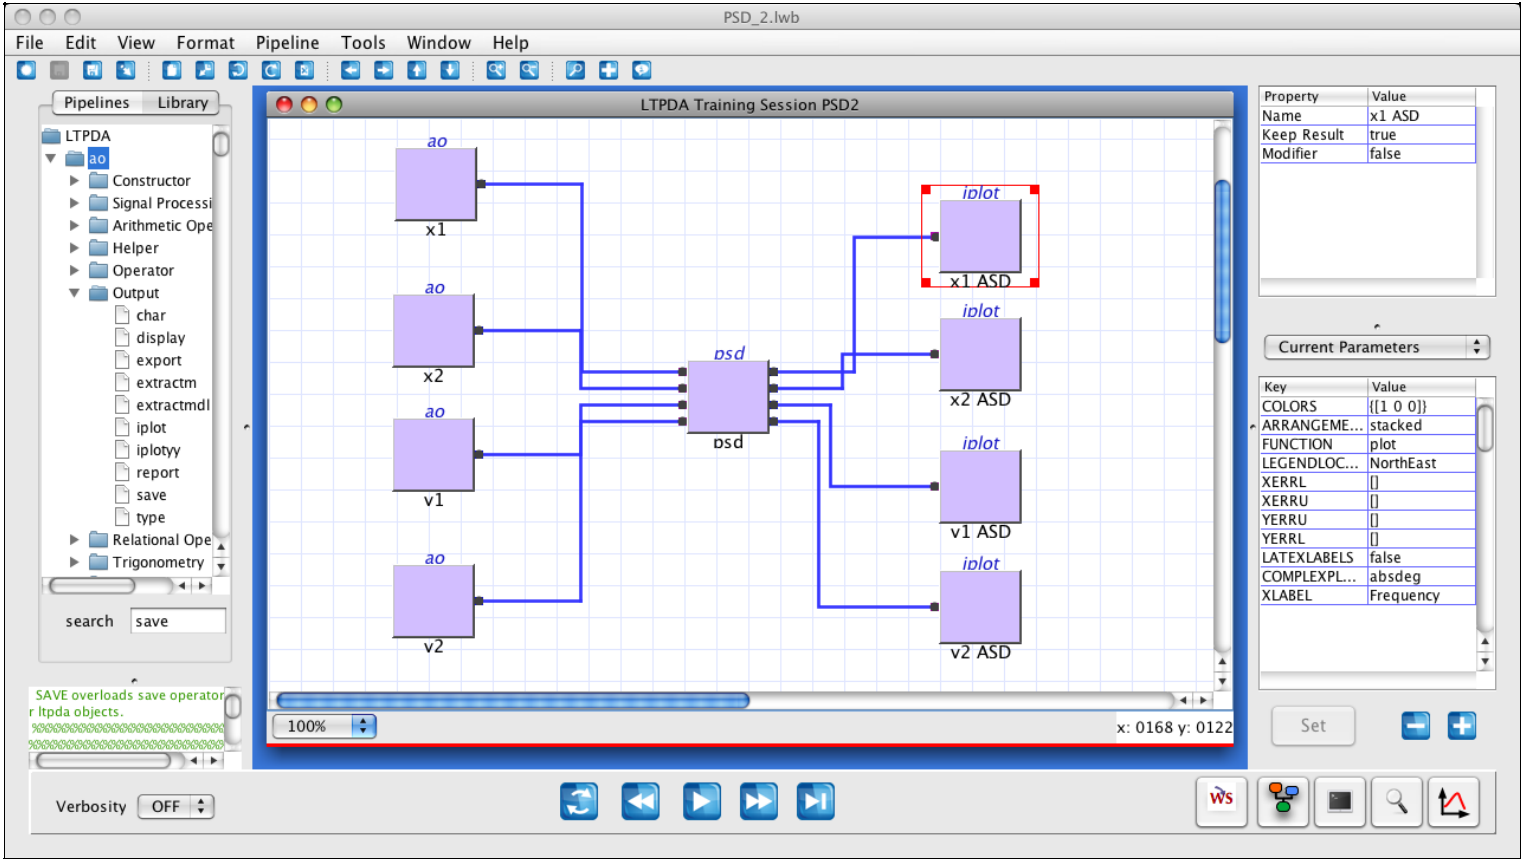 PSD_2.lwb
File Edit View Format Pipeline Tools Window Help
Pipelines Library
LTPDA
ao
Constructor
Signal Processi
Arithmetic Ope
Helper
Operator
Output
char
display
export
extractm
extractmdl
iplot
iplotyy
report
save
type
Relational Ope
Trigonometry
search save
SAVE overloads save operator
r ltpda objects.
%%%%%%%%%%%%%%%%%%%%%%%%
%%%%%%%%%%%%%%%%%%%%%%%%
LTPDA Training Session PSD2
ao
x1
ao
x2
ao
v1
ao
v2
psd
psd
iplot
x1 ASD
iplot
x2 ASD
iplot
v1 ASD
iplot
v2 ASD
100%
x: 0168 y: 0122
Property Value
Name x1 ASD
Keep Result true
Modifier false
Current Parameters
Key Value
COLORS {[1 0 0]}
ARRANGEME... stacked
FUNCTION plot
LEGENDLOC... NorthEast
XERRL []
XERRU []
YERRU []
YERRL []
LATEXLABELS false
COMPLEXPL... absdeg
XLABEL Frequency
Set
Verbosity OFF
WS